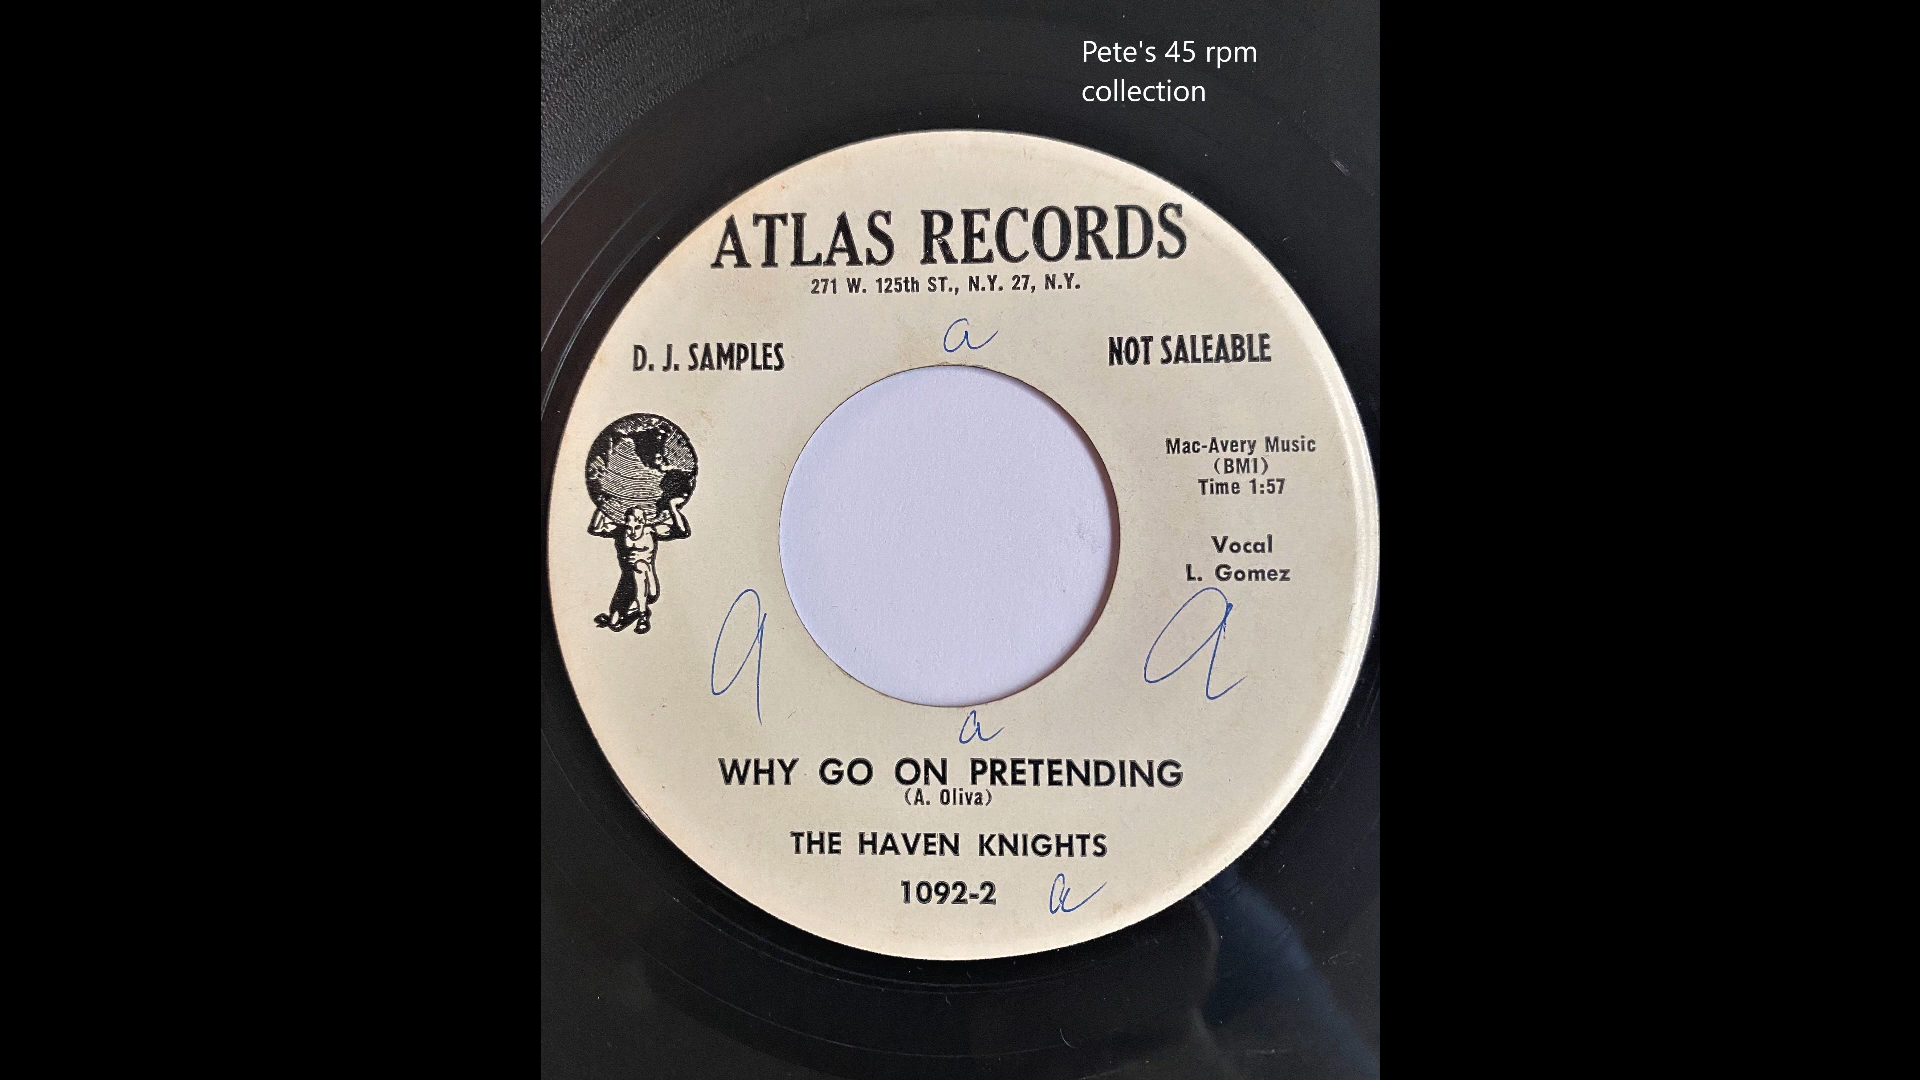 Pete's 45 rpm
collection
ATLAS RECORDS
271 W. 125th ST., N.Y. 27, N.Y.
a
D. J. SAMPLES
NOT SALEABLE
Mac-Avery Music
(BMI)
Time 1:57
Vocal
L. Gomez
a
a
a
WHY GO ON PRETENDING
(A. Oliva)
THE HAVEN KNIGHTS
1092-2 a